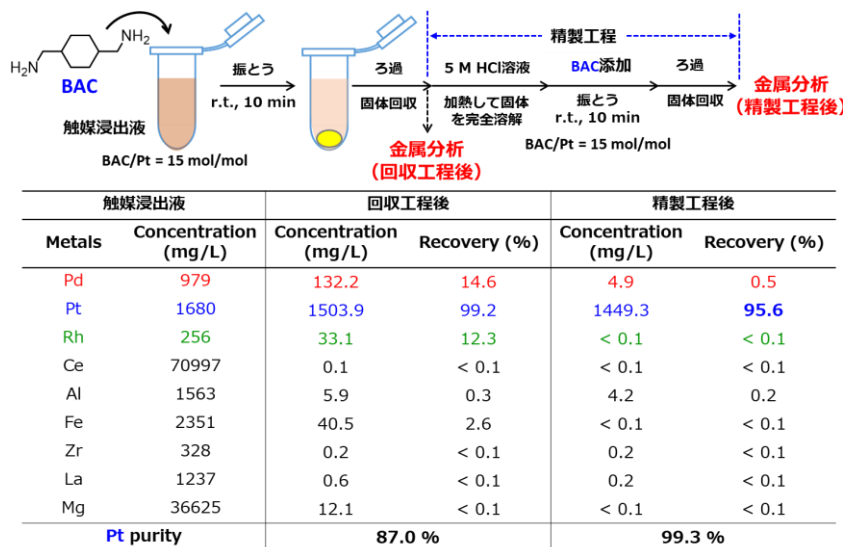 NH₂
H₂N
BAC
触媒浸出液
BAC/Pt = 15 mol/mol
振とう
r.t., 10 min
ろ過
固体回収
精製工程
5 M HCl溶液
加熱して固体
を完全溶解
BAC添加
振とう
r.t., 10 min
BAC/Pt = 15 mol/mol
ろ過
固体回収
金属分析
(回収工程後)
金属分析
(精製工程後)
触媒浸出液 回収工程後 精製工程後
Metals Concentration (mg/L) Concentration (mg/L) Recovery (%) Concentration (mg/L) Recovery (%)
Pd 979 132.2 14.6 4.9 0.5
Pt 1680 1503.9 99.2 1449.3 95.6
Rh 256 33.1 12.3 < 0.1 < 0.1
Ce 70997 0.1 < 0.1 < 0.1 < 0.1
Al 1563 5.9 0.3 4.2 0.2
Fe 2351 40.5 2.6 < 0.1 < 0.1
Zr 328 0.2 < 0.1 0.2 < 0.1
La 1237 0.6 < 0.1 0.2 < 0.1
Mg 36625 12.1 < 0.1 < 0.1 < 0.1
Pt purity 87.0 % 99.3 %